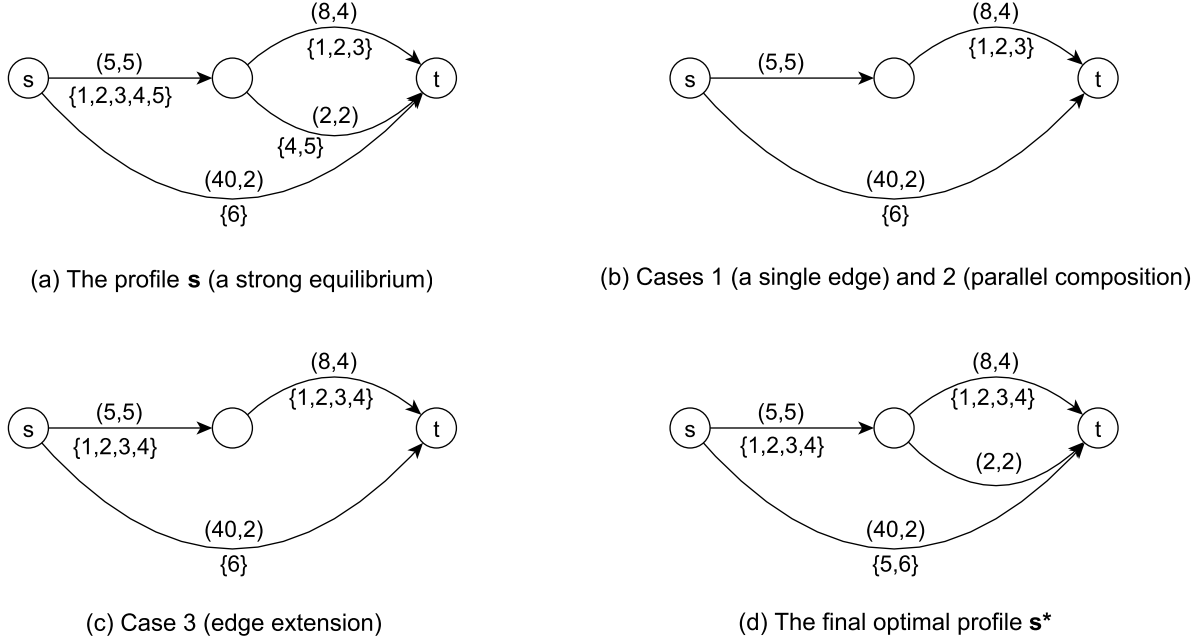 (8,4)
{1,2,3}
s
(5,5)
{1,2,3,4,5}
t
(2,2)
{4,5}
(40,2)
{6}
(a) The profile s (a strong equilibrium)
(8,4)
{1,2,3}
s
(5,5)
t
(40,2)
{6}
(b) Cases 1 (a single edge) and 2 (parallel composition)
(8,4)
{1,2,3,4}
s
(5,5)
{1,2,3,4}
t
(40,2)
{6}
(c) Case 3 (edge extension)
(8,4)
{1,2,3,4}
s
(5,5)
{1,2,3,4}
t
(2,2)
(40,2)
{5,6}
(d) The final optimal profile s*